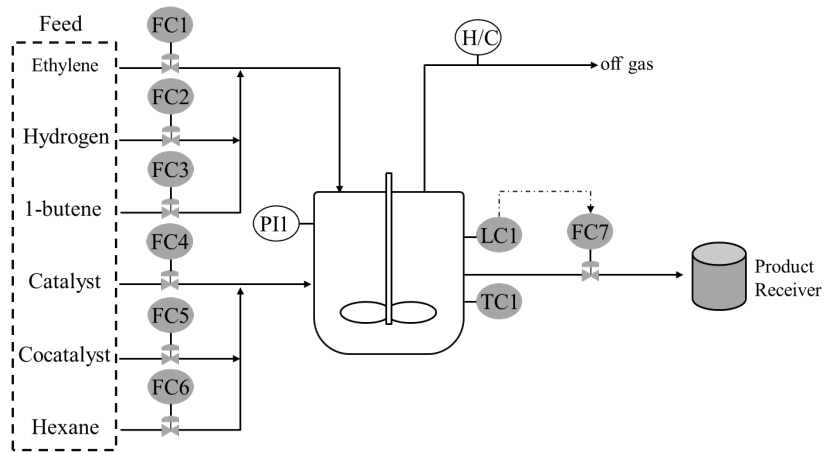 Feed
FC1
Ethylene
FC2
Hydrogen
FC3
1-butene
FC4
Catalyst
FC5
Cocatalyst
FC6
Hexane
H/C
off gas
PI1
LC1
FC7
TC1
Product
Receiver